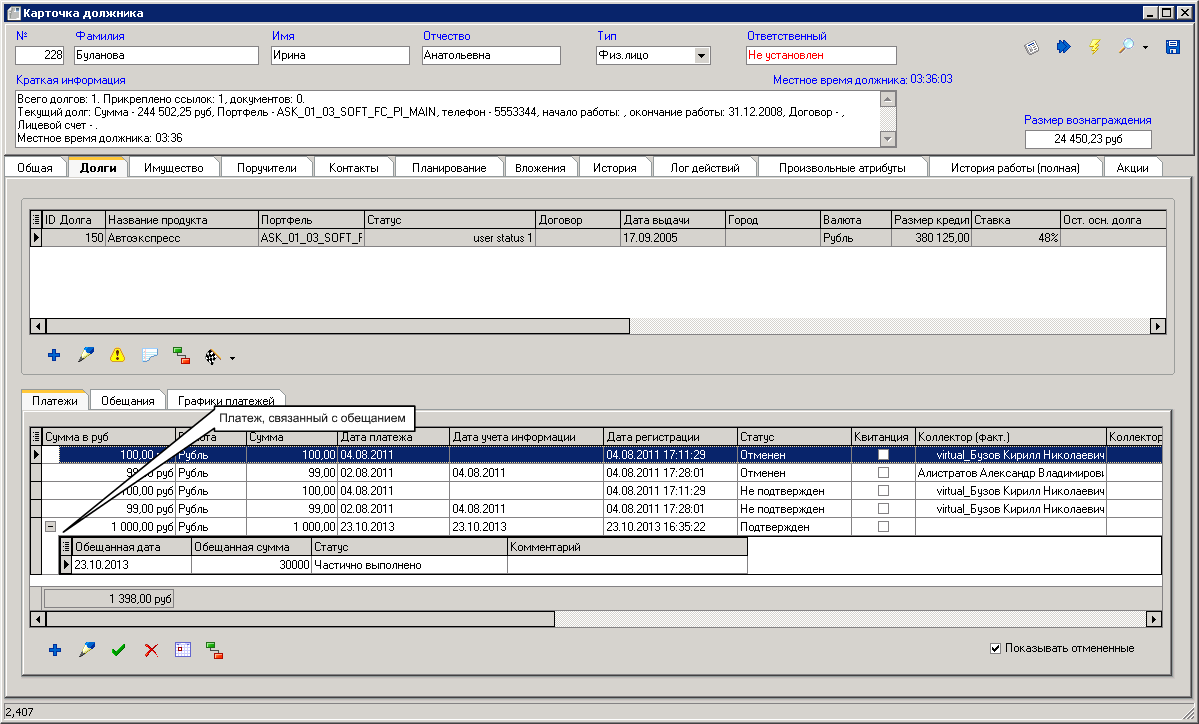 Карточка должника
№ Фамилия Имя Отчество Тип Ответственный
228 Буланова Ирина Анатольевна Физ.лицо Не установлен
Краткая информация Местное время должника: 03:36:03
Всего долгов: 1. Прикреплено ссылок: 1, документов: 0.
Текущий долг: Сумма - 244 502,25 руб, Портфель - ASK_01_03_SOFT_FC_PI_MAIN, телефон - 5553344, начало работы: , окончание работы: 31.12.2008, Договор - ,
Лицевой счет - .
Местное время должника: 03:36
Размер вознаграждения
24 450,23 руб
Общая Долги Имущество Поручители Контакты Планирование Вложения История Лог действий Произвольные атрибуты История работы (полная) Акции
ID Долга Название продукта Портфель Статус Договор Дата выдачи Город Валюта Размер кредит Ставка Ост. осн. долга
150 Автоэкспресс ASK_01_03_SOFT_F user status 1 17.09.2005 Рубль 380 125,00 48%
Платежи Обещания Графики платежей
Платеж, связанный с обещанием
Сумма в руб Сумма Дата платежа Дата учета информации Дата регистрации Статус Квитанция Коллектор (Факт.) Коллектор
100,00 Рубль 100,00 04.08.2011 04.08.2011 17:11:29 Отменен virtual_Бузов Кирилл Николаевич
99,00 руб Рубль 99,00 02.08.2011 04.08.2011 04.08.2011 17:28:01 Отменен Алистратов Александр Владимирови
100,00 руб Рубль 100,00 04.08.2011 04.08.2011 17:11:29 Не подтвержден virtual_Бузов Кирилл Николаевич
99,00 руб Рубль 99,00 02.08.2011 04.08.2011 04.08.2011 17:28:01 Не подтвержден virtual_Бузов Кирилл Николаевич
1 000,00 руб Рубль 1 000,00 23.10.2013 23.10.2013 23.10.2013 16:35:22 Подтвержден
Обещанная дата Обещанная сумма Статус Комментарий
23.10.2013 30000 Частично выполнено
1 398,00 руб
Показывать отмененные
2,407